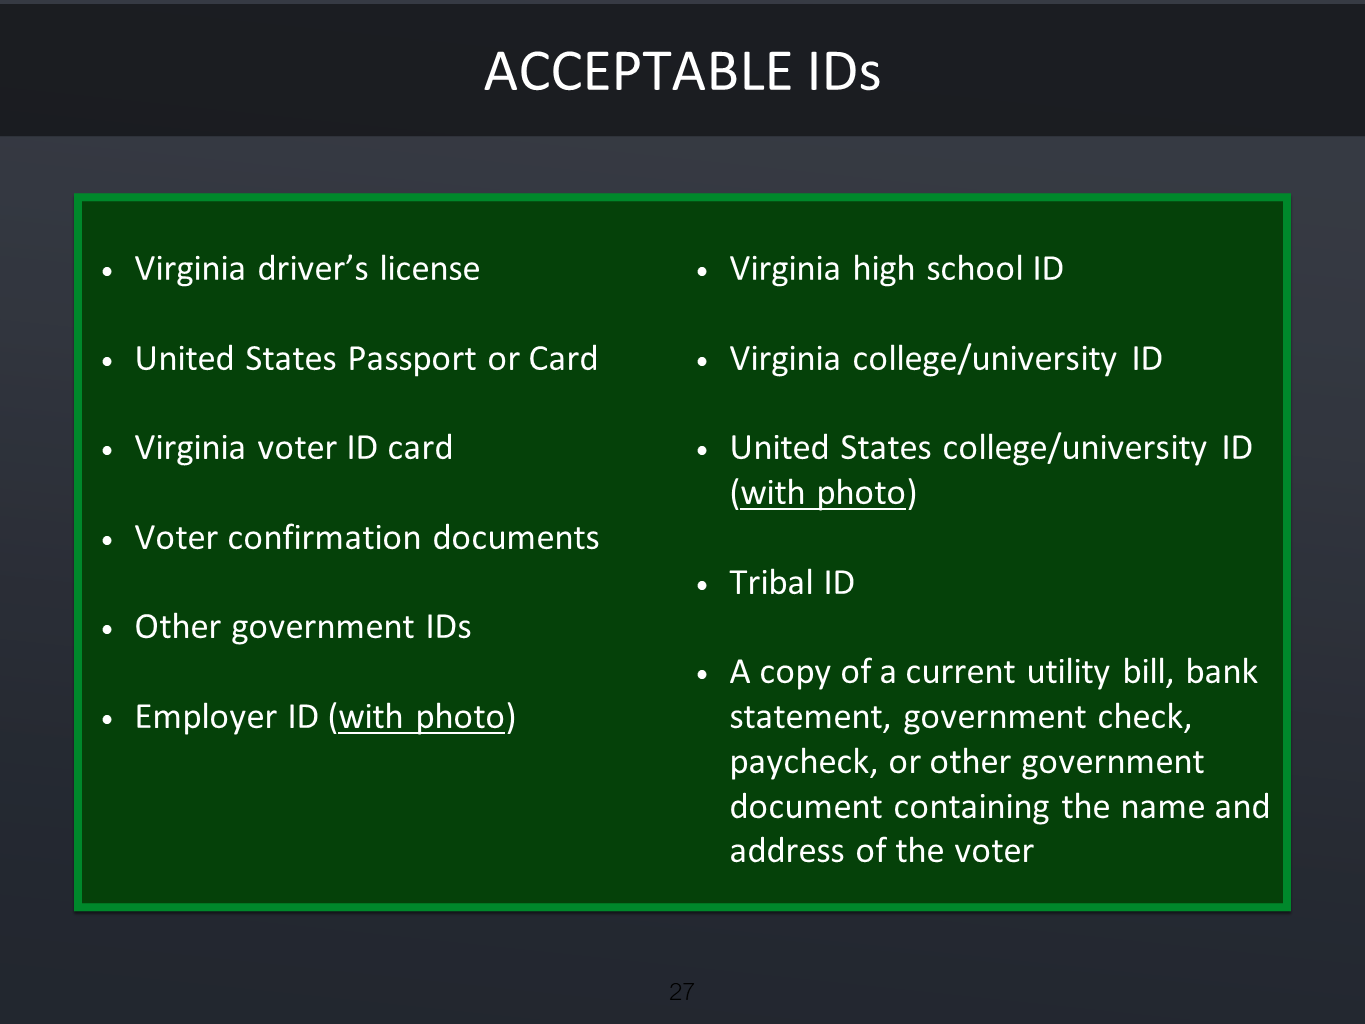 ACCEPTABLE IDs
• Virginia driver’s license
• United States Passport or Card
• Virginia voter ID card
• Voter confirmation documents
• Other government IDs
• Employer ID (with photo)
• Virginia high school ID
• Virginia college/university ID
• United States college/university ID
(with photo)
• Tribal ID
• A copy of a current utility bill, bank
statement, government check,
paycheck, or other government
document containing the name and
address of the voter
27